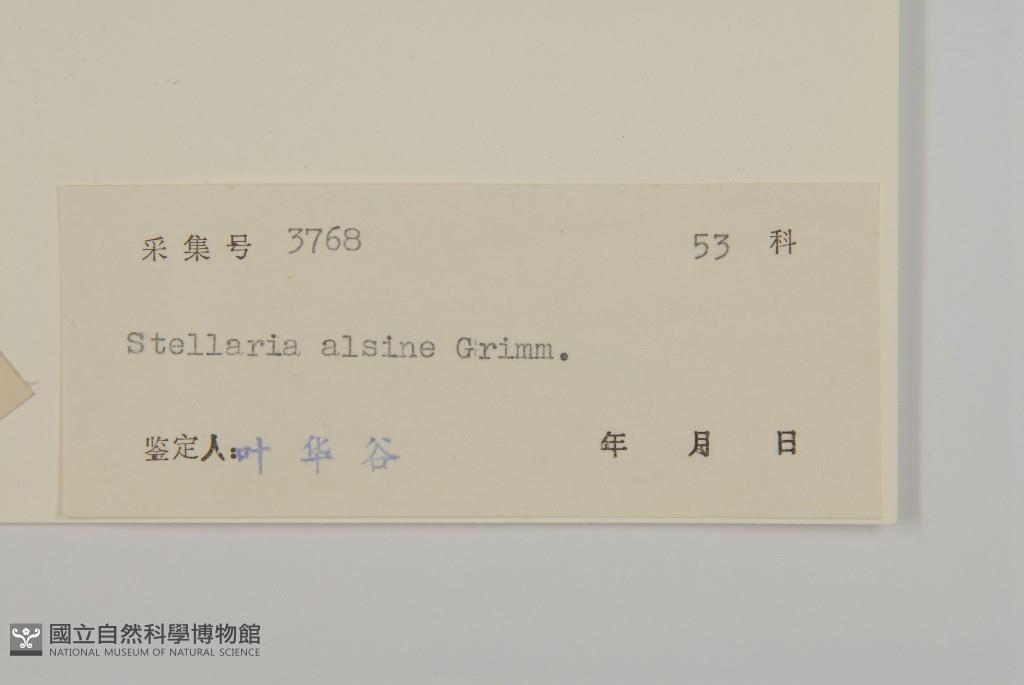 采集号 3768 53 科
Stellaria alsine Grimm.
鉴定人:叶华谷 年 月 日
國立自然科學博物館
NATIONAL MUSEUM OF NATURAL SCIENCE